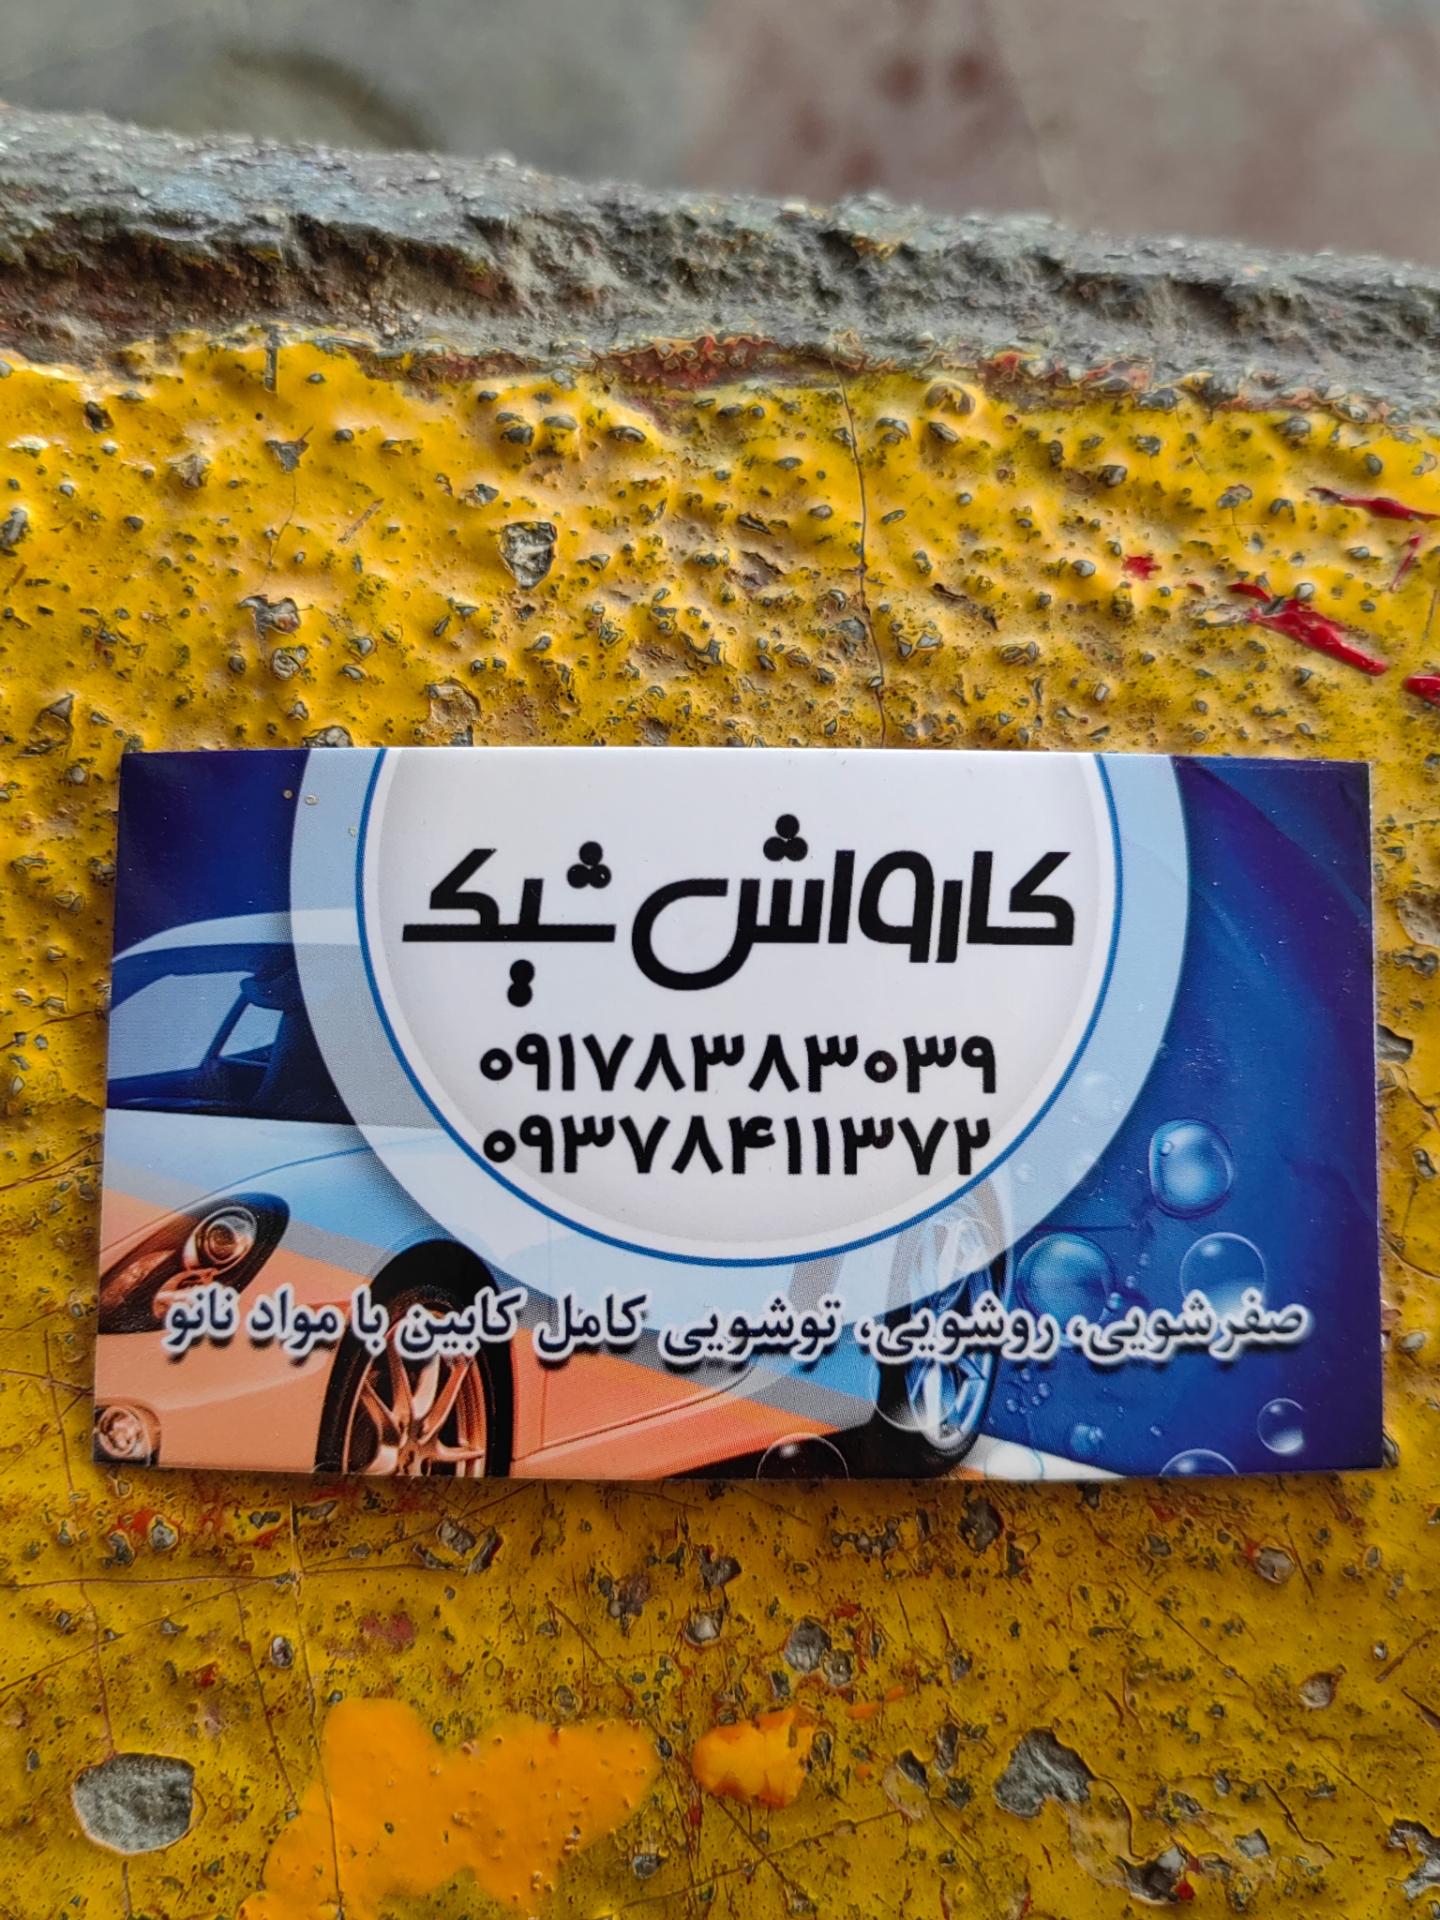 کارواش شیک
۰۹۱۷۸۳۸۳۰۳۹
۰۹۳۷۸۴۱۱۳۷۲
صفرشویی، روشویی، توشویی کامل کابین با مواد نانو